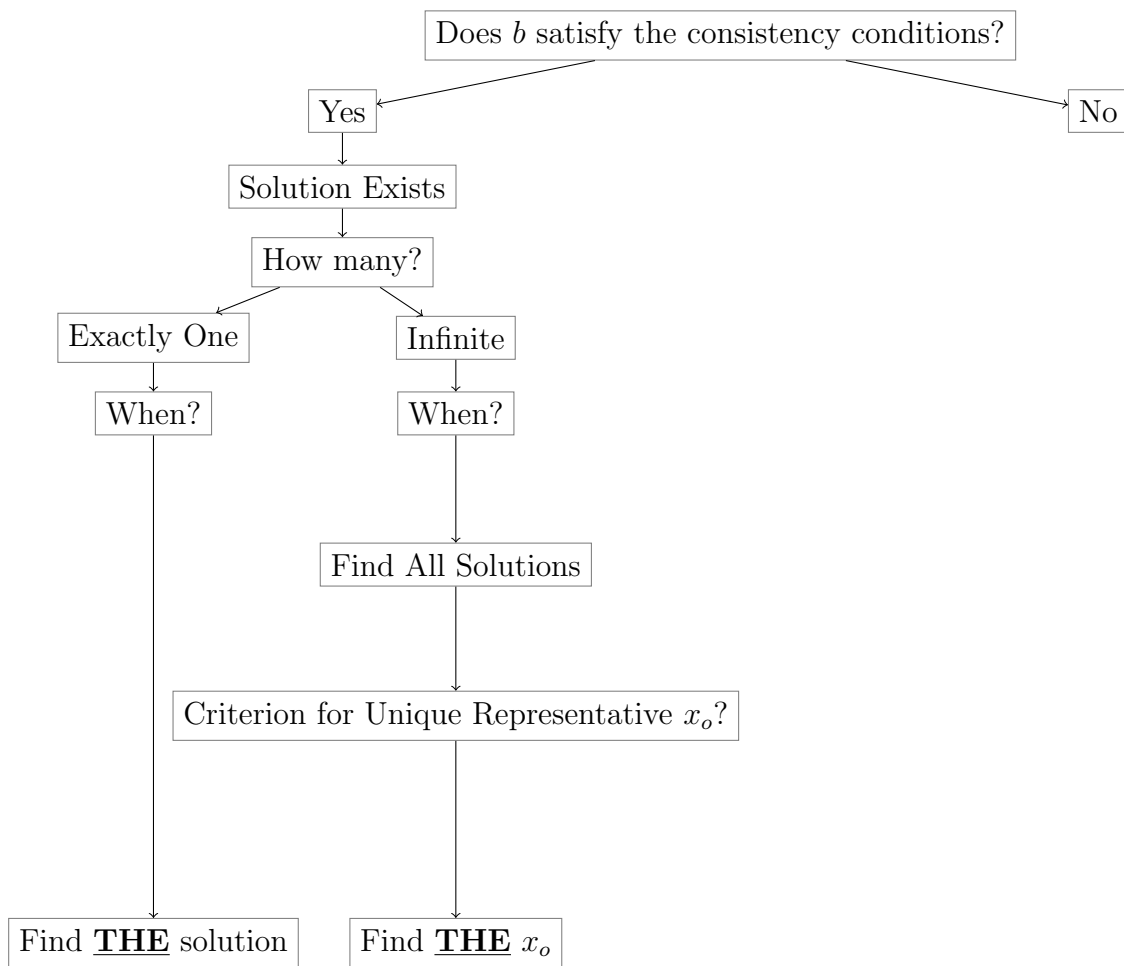 Does b satisfy the consistency conditions?
Yes
No
Solution Exists
How many?
Exactly One
Infinite
When?
When?
Find All Solutions
Criterion for Unique Representative x_o?
Find THE solution
Find THE x_o